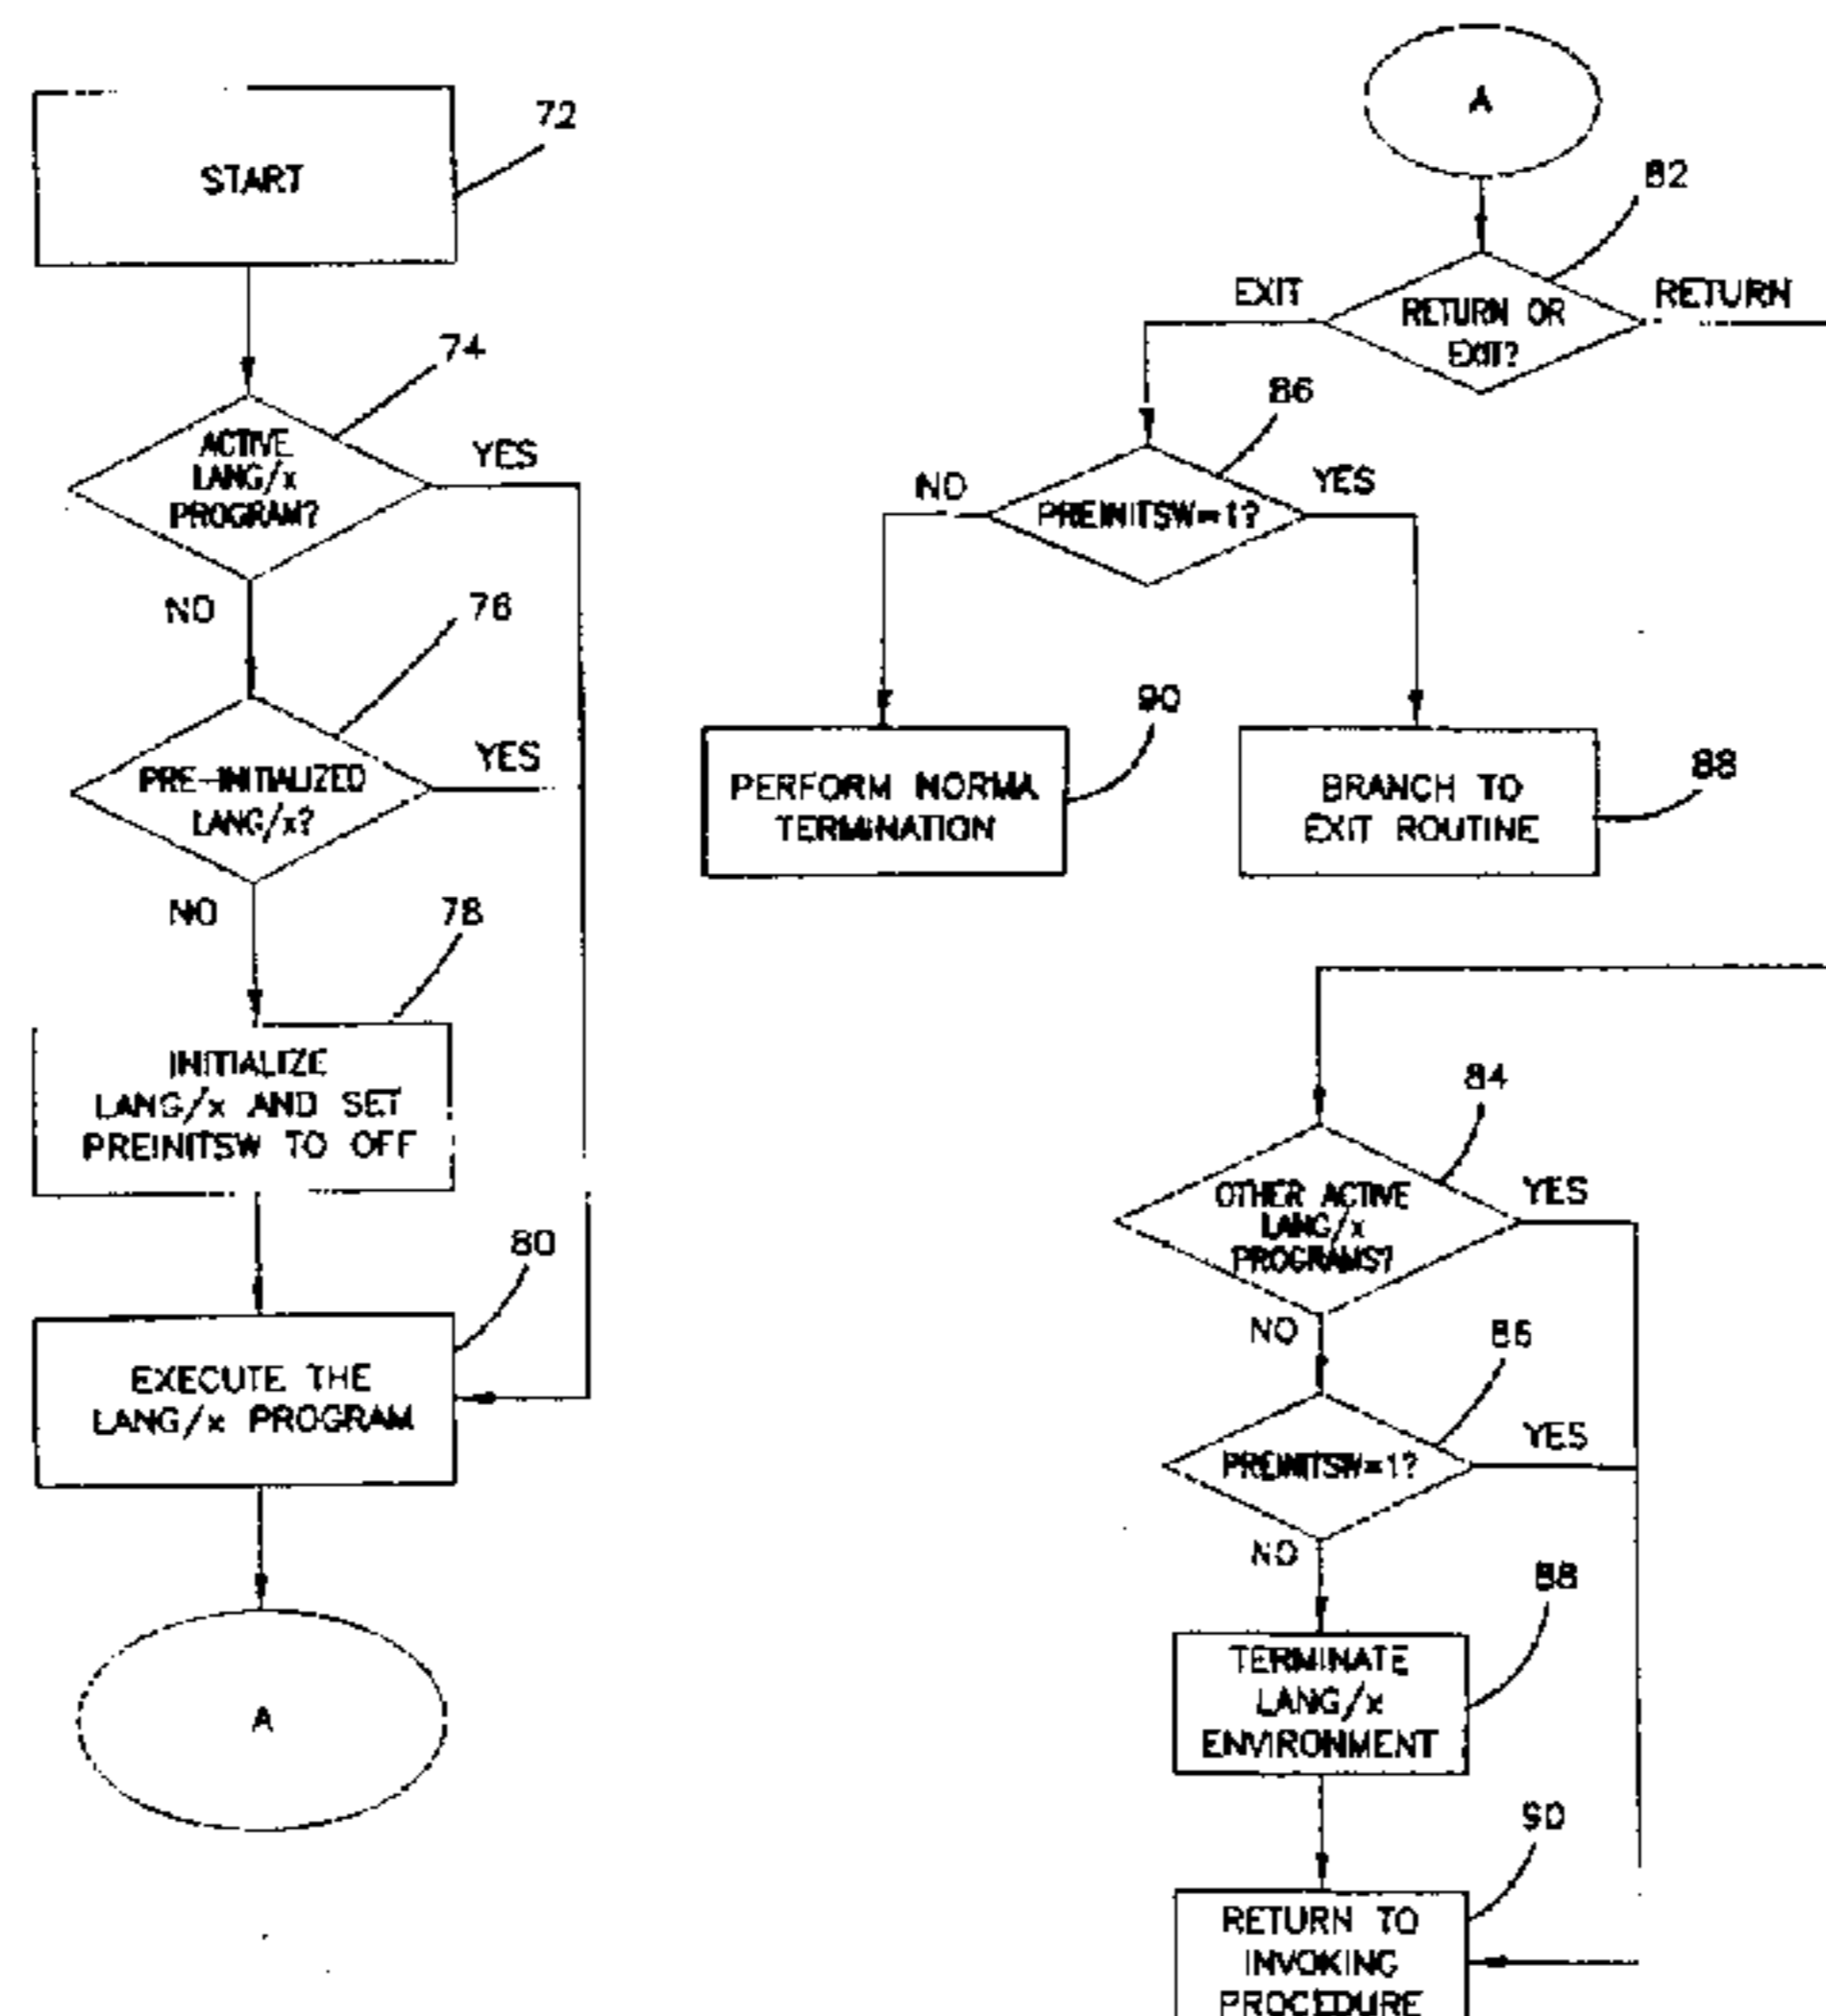 START
72
ACTIVE
LANG/x
PROGRAM?
74
YES
NO
PRE-INITIALIZED
LANG/x?
76
YES
NO
INITIALIZE
LANG/x AND SET
PREINITSW TO OFF
78
EXECUTE THE
LANG/x PROGRAM
80
A
A
82
RETURN OR
EXIT?
EXIT
RETURN
86
PREINITSW=1?
NO
YES
PERFORM NORMA
TERMINATION
90
BRANCH TO
EXIT ROUTINE
88
84
OTHER ACTIVE
LANG/x
PROGRAMS?
YES
NO
86
PREINITSW=1?
YES
NO
88
TERMINATE
LANG/x
ENVIRONMENT
90
RETURN TO
INVOKING
PROCEDURE